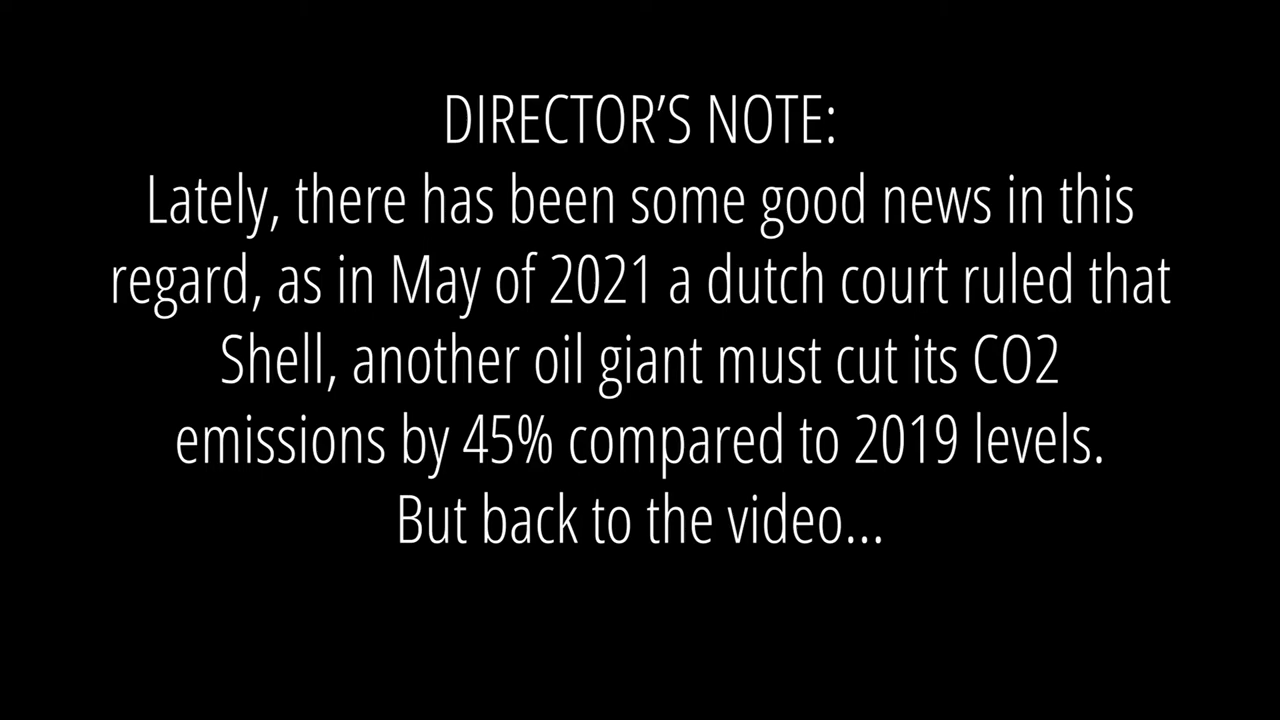 DIRECTOR’S NOTE:
Lately, there has been some good news in this
regard, as in May of 2021 a dutch court ruled that
Shell, another oil giant must cut its CO2
emissions by 45% compared to 2019 levels.
But back to the video...